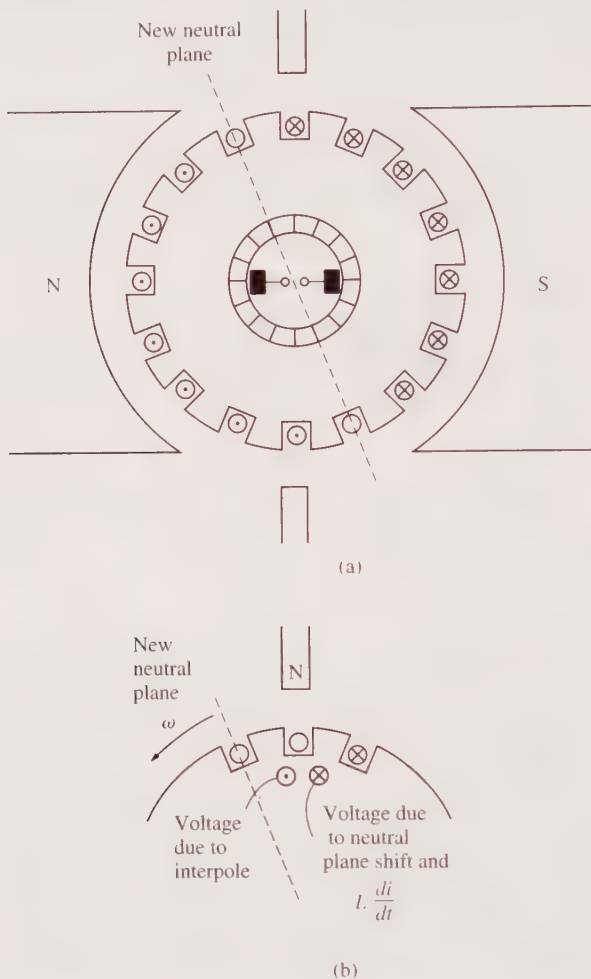 New neutral
plane
N
S
(a)
New
neutral
plane
N
ω
Voltage
due to
interpole
Voltage due
to neutral
plane shift and
l. di/dt
(b)